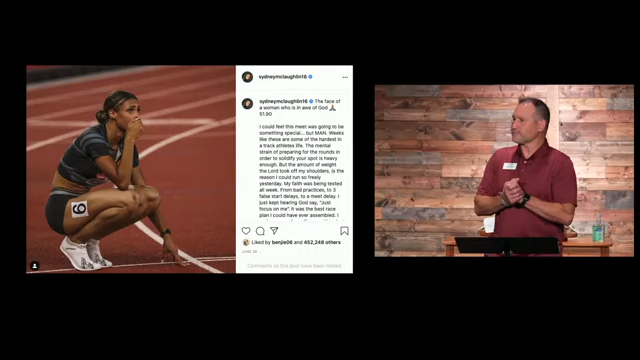 sydneymclaughlin16
sydneymclaughlin16 The face of
a woman who is in awe of God 🙏🏽
51.90
I could feel this meet was going to be
something special... but MAN. Weeks
like these are some of the hardest in
a track athletes life. The mental
strain of preparing for the rounds in
order to solidify your spot is heavy
enough. But the amount of weight
the Lord took off my shoulders, is
the reason I could run so freely
yesterday. My faith was being tested
all week. From bad practices, to 3
false start delays, to a meet delay. I
just kept hearing God say, "Just
focus on me". It was the best race
plan I could have ever assembled. I
Liked by benjie06 and 452,248 others
JUNE 28
Comments on this post have been limited
6